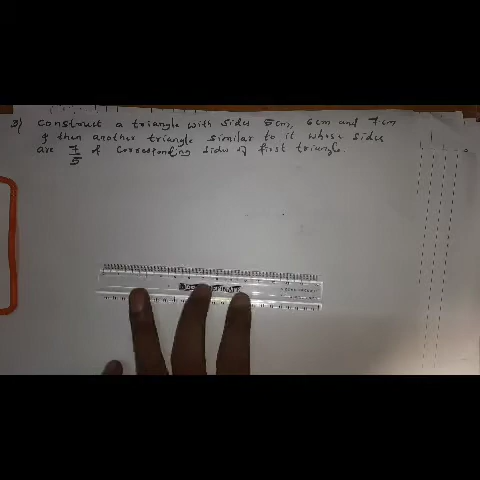 3) construct a triangle with sides 5cm, 6cm and 7cm
& then another triangle similar to it whose sides
are 7/5 of corresponding sides of first triangle.